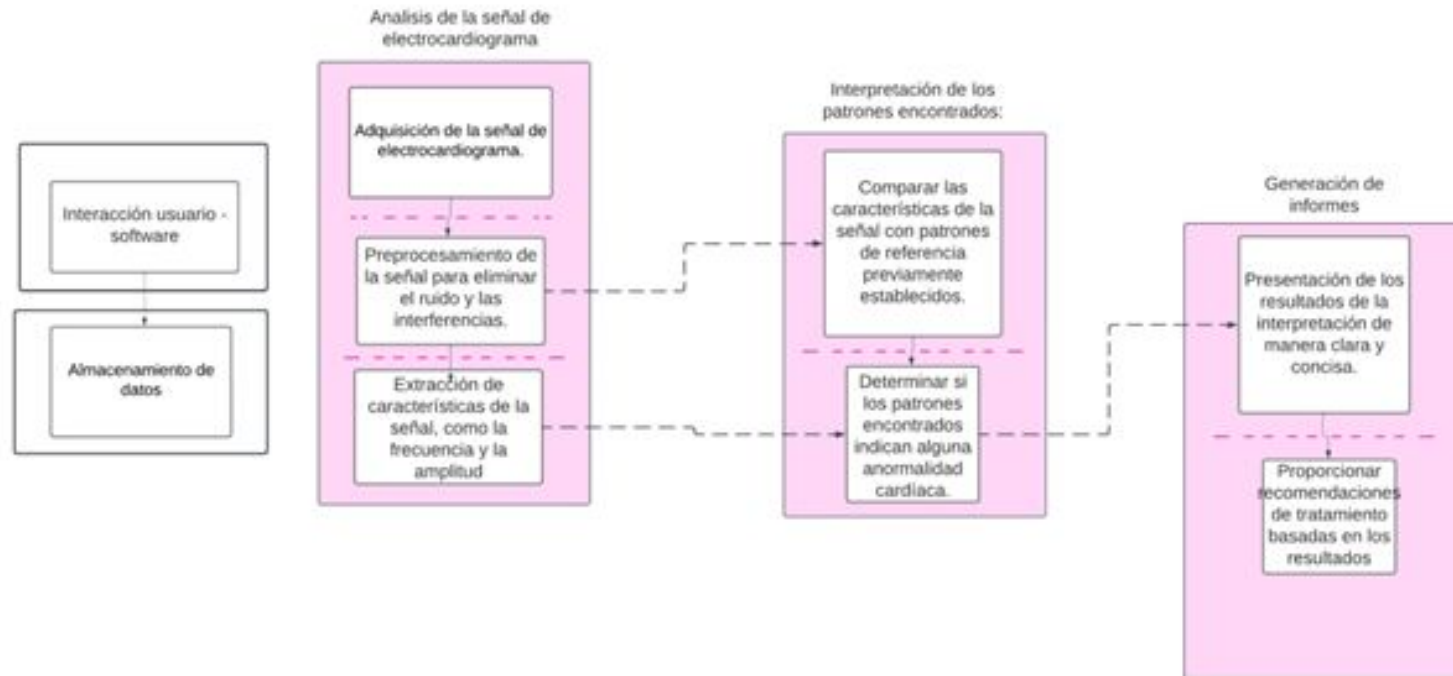 Analisis de la señal de
electrocardiograma
Adquisición de la señal de
electrocardiograma.
Interpretación de los
patrones encontrados:
Interacción usuario -
software
Comparar las
características de la
señal con patrones
de referencia
previamente
establecidos.
Generación de
informes
Preprocesamiento de
la señal para eliminar
el ruido y las
interferencias.
Presentación de los
resultados de la
interpretación de
manera clara y
concisa.
Almacenamiento de
datos
Extracción de
características de la
señal, como la
frecuencia y la
amplitud
Determinar si
los patrones
encontrados
indican alguna
anormalidad
cardíaca.
Proporcionar
recomendaciones
de tratamiento
basadas en los
resultados